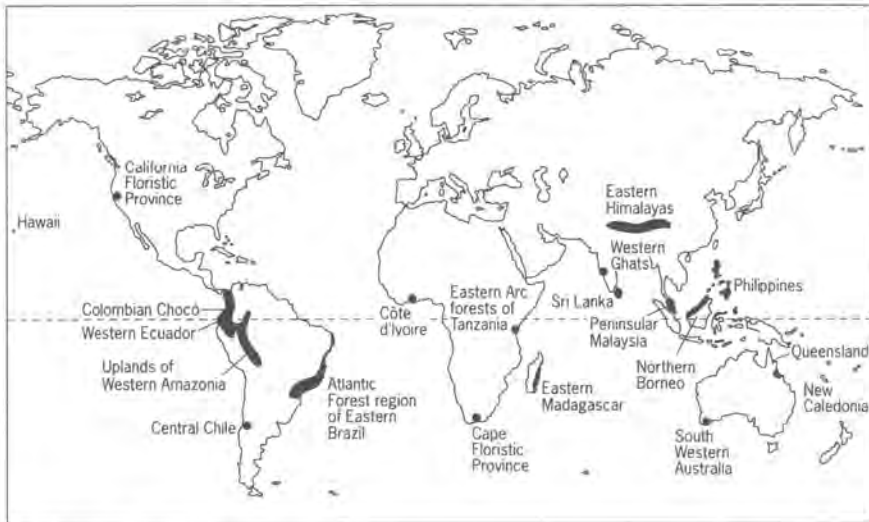 California
Floristic
Province
Hawaii
Colombian Chocó
Western Ecuador
Uplands of
Western Amazonia
Central Chile
Atlantic
Forest region
of Eastern
Brazil
Côte
d'Ivoire
Eastern Arc
forests of
Tanzania
Cape
Floristic
Province
Eastern
Madagascar
Eastern
Himalayas
Western
Ghats
Sri Lanka
Peninsular
Malaysia
Northern
Borneo
Philippines
Queensland
New
Caledonia
South
Western
Australia